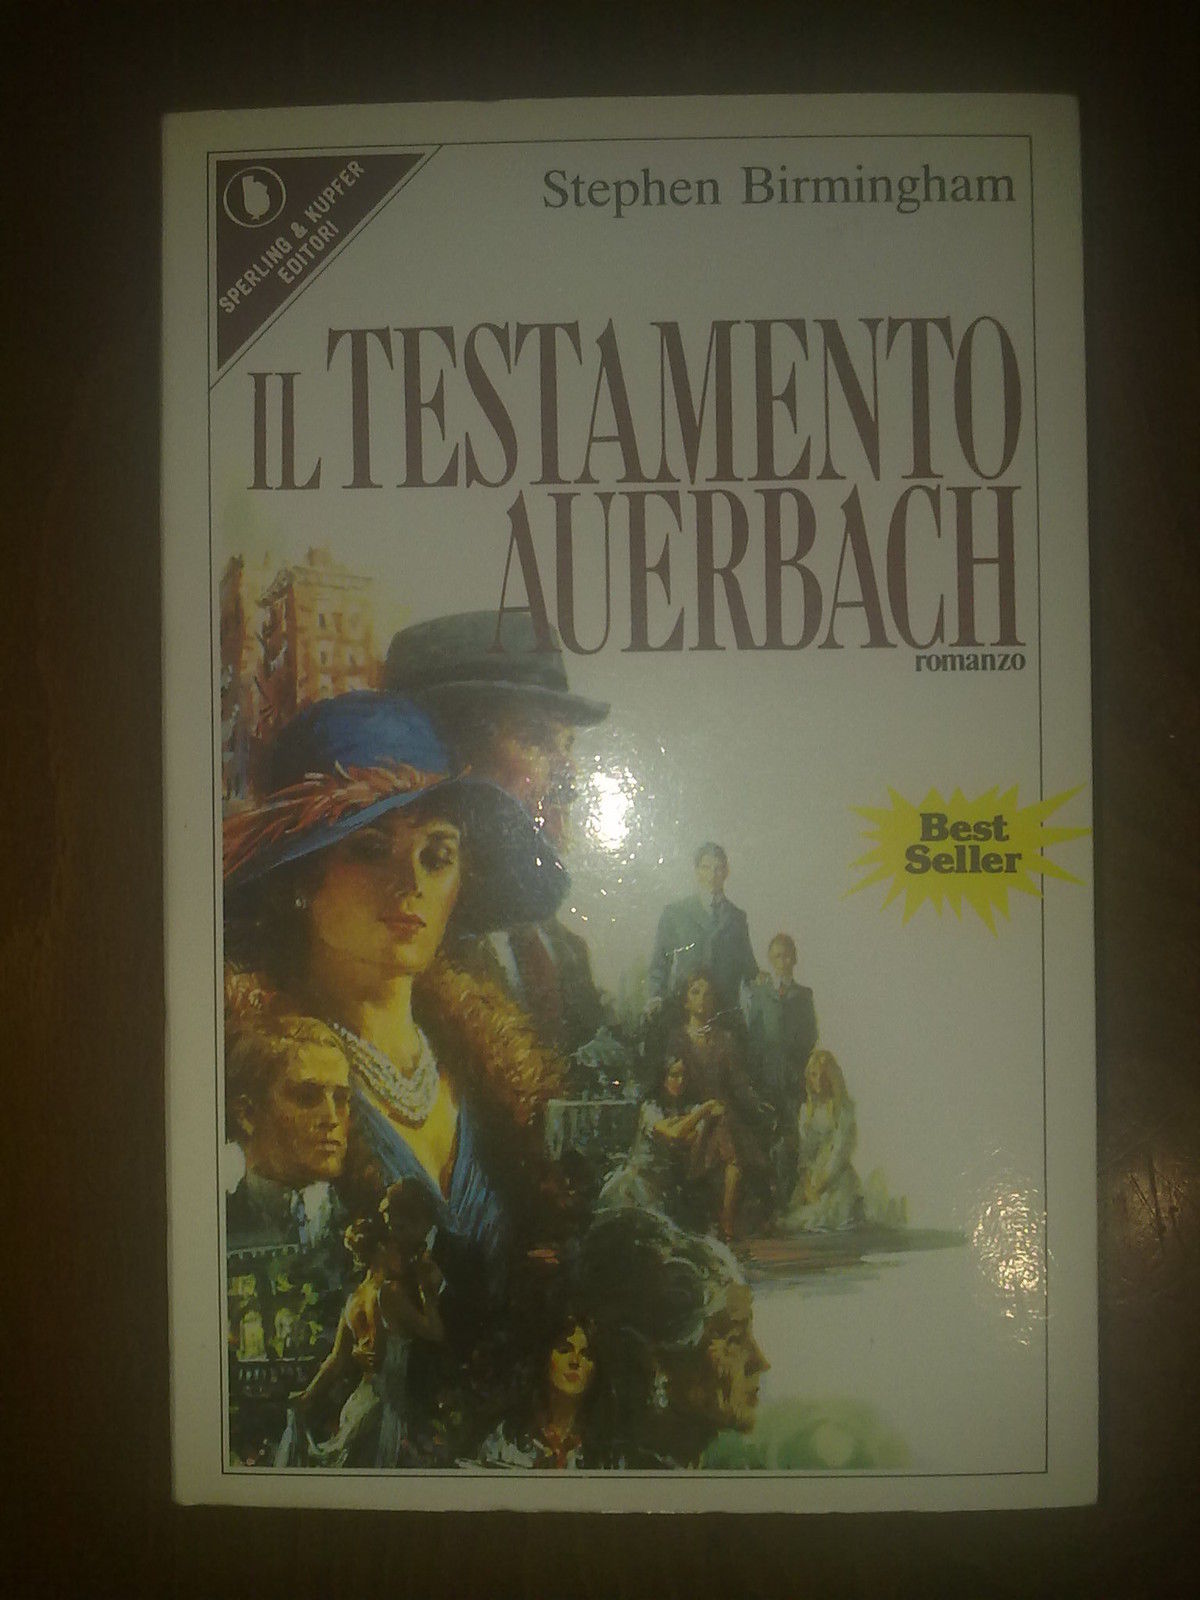 SPERLING & KUPFER
EDITORI
Stephen Birmingham
IL TESTAMENTO
AUERBACH
romanzo
Best
Seller